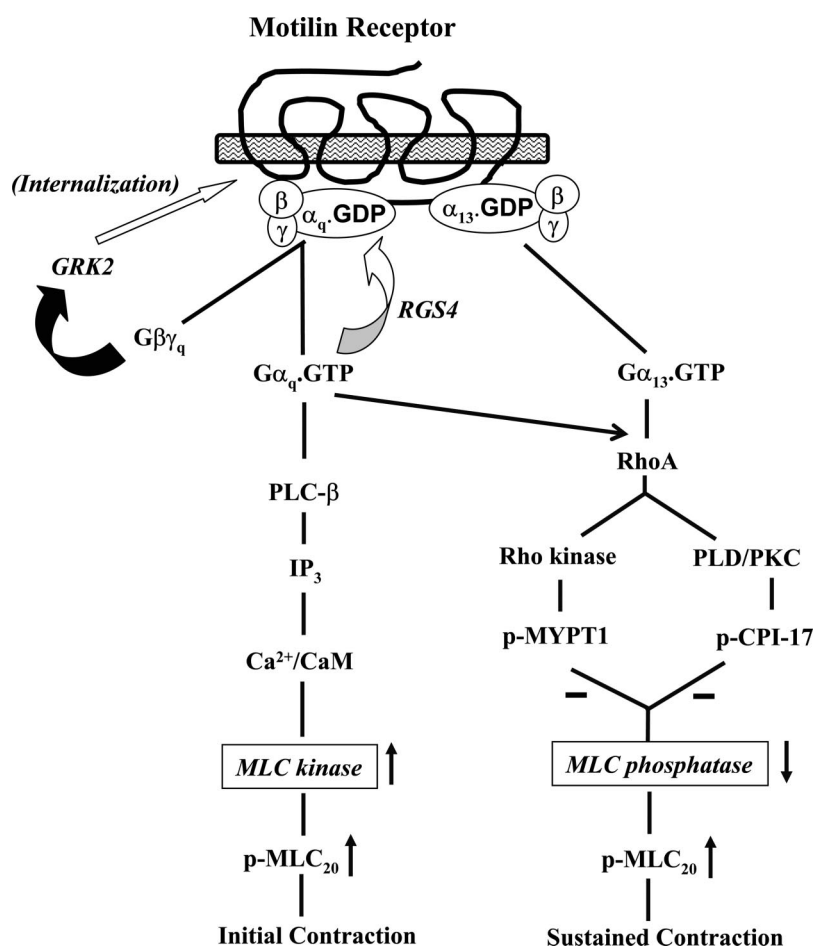 Motilin Receptor
(Internalization)
β
γ
αq.GDP
α13.GDP
β
γ
GRK2
RGS4
Gβγq
Gαq.GTP
Gα13.GTP
RhoA
PLC-β
Rho kinase
PLD/PKC
IP3
p-MYPT1
p-CPI-17
Ca2+/CaM
MLC kinase
MLC phosphatase
p-MLC20
p-MLC20
Initial Contraction
Sustained Contraction